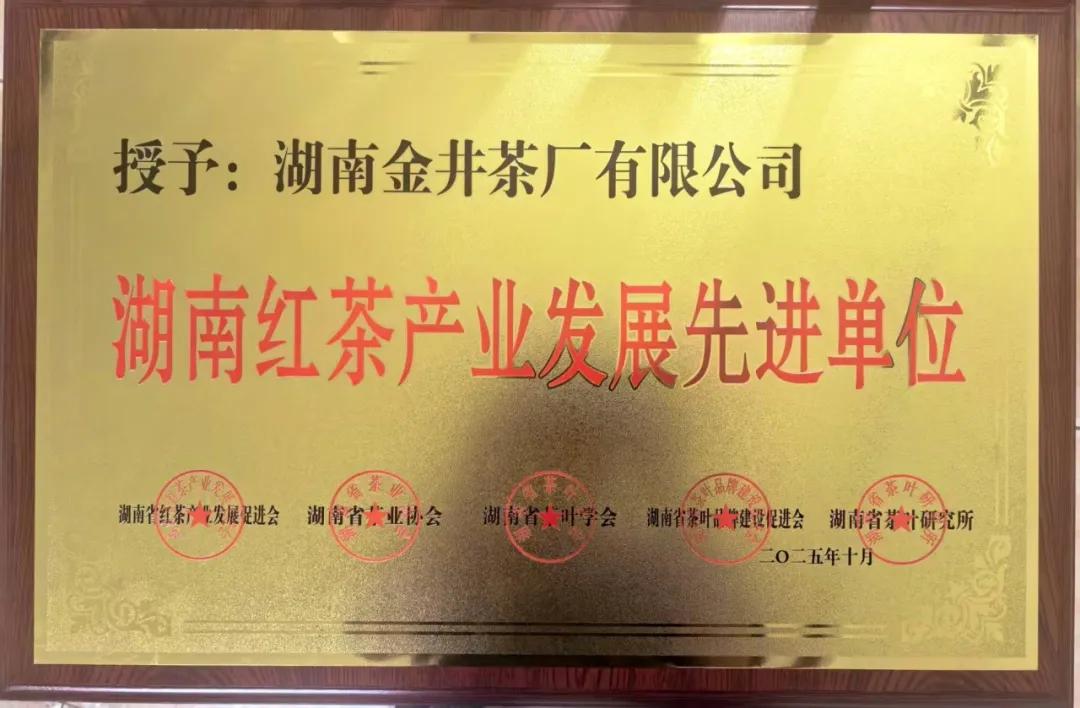 授予：湖南金井茶厂有限公司
湖南红茶产业发展先进单位
湖南省红茶产业发展促进会 湖南省茶业协会 湖南省茶叶学会 湖南省茶叶品牌建设促进会 湖南省茶叶研究所
二〇二五年十月